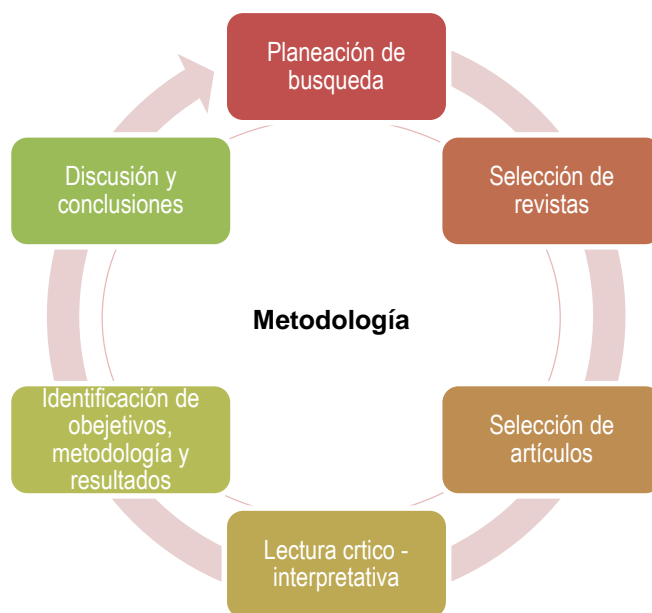 Planeación de
busqueda
Selección de
revistas
Selección de
artículos
Lectura crtico -
interpretativa
Identificación de
obejetivos,
metodología y
resultados
Discusión y
conclusiones
Metodología